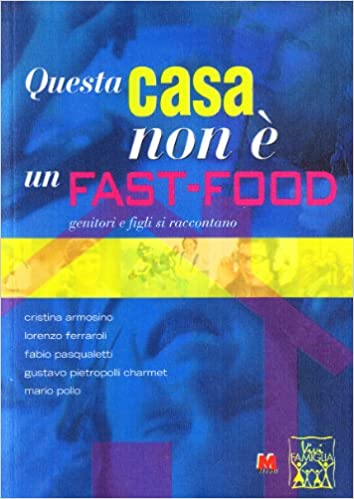 Questa casa
non è
un FAST-FOOD
genitori e figli si raccontano
cristina armosino
lorenzo ferraroli
fabio pasqualetti
gustavo pietropolli charmet
mario pollo
M
FAMIGLIA